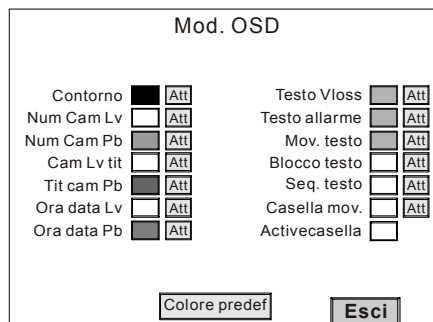 Mod. OSD
Contorno Att
Num Cam Lv Att
Num Cam Pb Att
Cam Lv tit Att
Tit cam Pb Att
Ora data Lv Att
Ora data Pb Att
Testo Vloss Att
Testo allarme Att
Mov. testo Att
Blocco testo Att
Seq. testo Att
Casella mov. Att
Activecasella
Colore predef
Esci